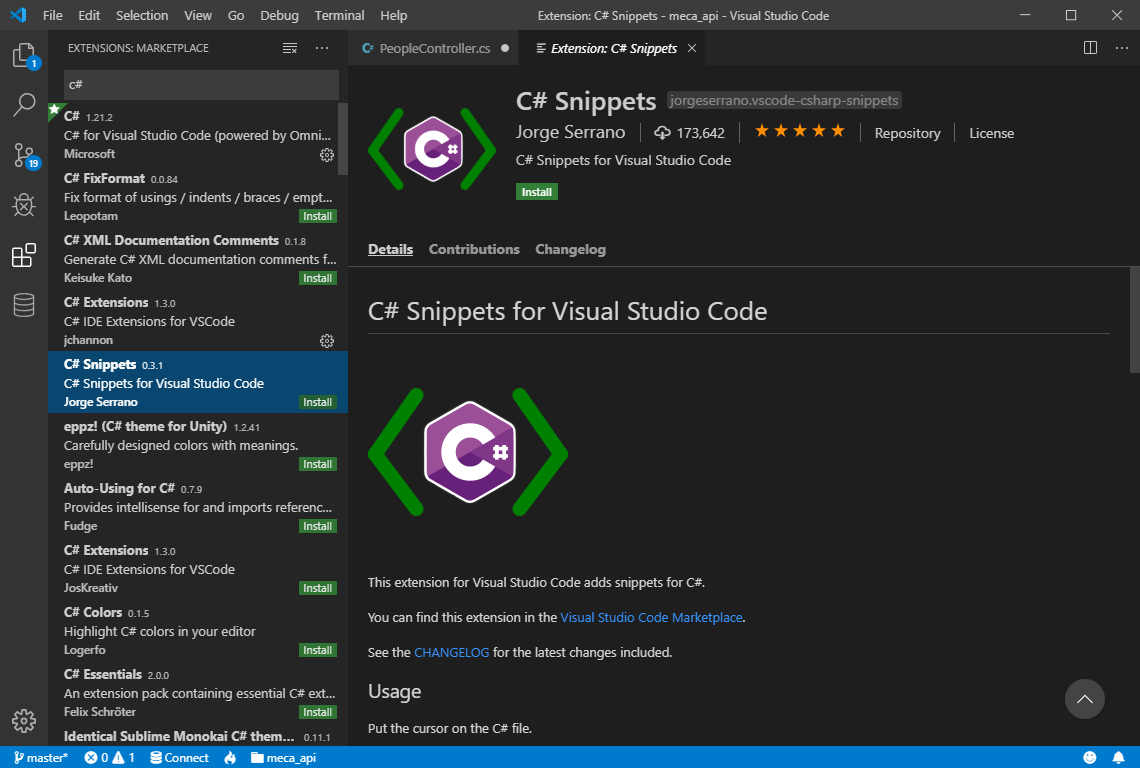 File Edit Selection View Go Debug Terminal Help Extension: C# Snippets - meca_api - Visual Studio Code
EXTENSIONS: MARKETPLACE
c#
C# 1.21.2
C# for Visual Studio Code (powered by Omni...
Microsoft
C# FixFormat 0.0.84
Fix format of usings / indents / braces / empt...
Leopotam Install
C# XML Documentation Comments 0.1.8
Generate C# XML documentation comments f...
Keisuke Kato Install
C# Extensions 1.3.0
C# IDE Extensions for VSCode
jchannon
C# Snippets 0.3.1
C# Snippets for Visual Studio Code
Jorge Serrano Install
eppz! (C# theme for Unity) 1.2.41
Carefully designed colors with meanings.
eppz! Install
Auto-Using for C# 0.7.9
Provides intellisense for and imports referenc...
Fudge Install
C# Extensions 1.3.0
C# IDE Extensions for VSCode
JosKreativ Install
C# Colors 0.1.5
Highlight C# colors in your editor
Logerfo Install
C# Essentials 2.0.0
An extension pack containing essential C# ext...
Felix Schröter Install
Identical Sublime Monokai C# them... 0.11.1
1
19
PeopleController.cs Extension: C# Snippets
C# Snippets jorgeserrano.vscode-csharp-snippets
Jorge Serrano 173,642 Repository License
C# Snippets for Visual Studio Code
Install
Details Contributions Changelog
C# Snippets for Visual Studio Code
C#
This extension for Visual Studio Code adds snippets for C#.
You can find this extension in the Visual Studio Code Marketplace.
See the CHANGELOG for the latest changes included.
Usage
Put the cursor on the C# file.
master* 0 1 Connect meca_api